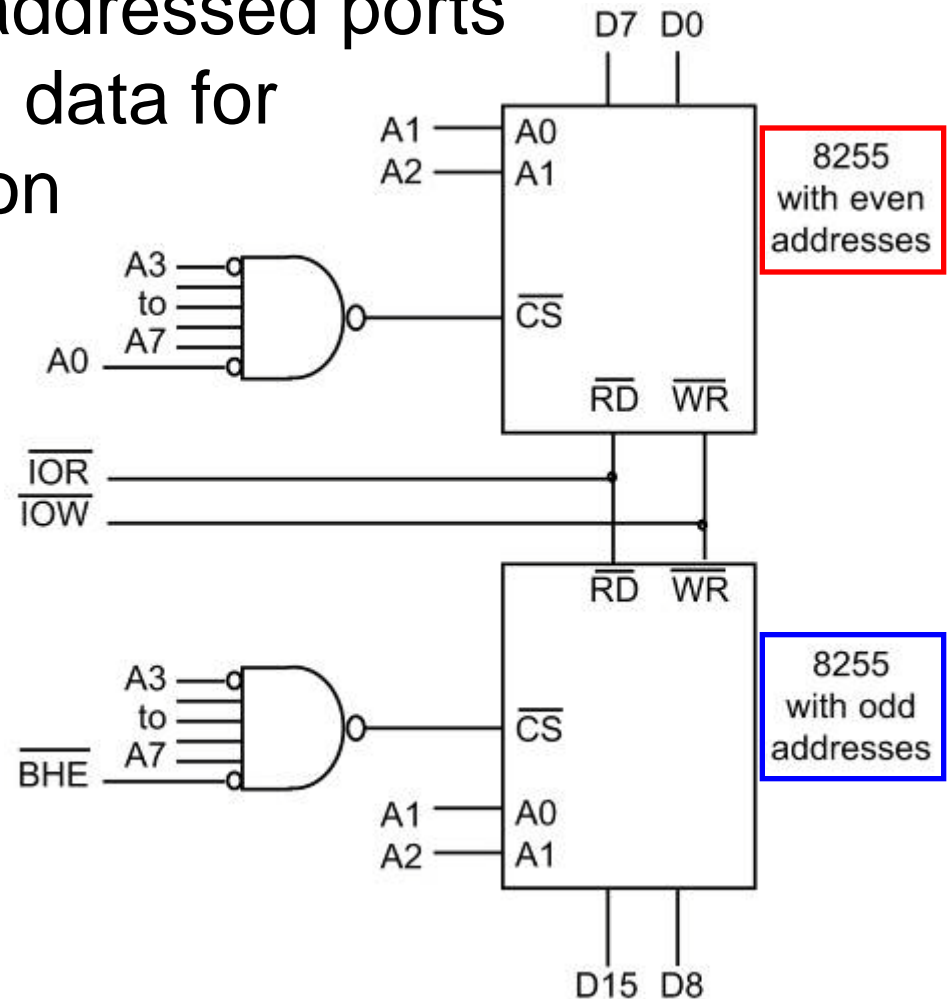 addressed ports
data for
on
D7 D0
A1
A2
A0
A1
8255
with even
addresses
A3
to
A7
A0
CS
RD WR
IOR
IOW
RD WR
A3
to
A7
BHE
CS
8255
with odd
addresses
A1
A2
A0
A1
D15 D8